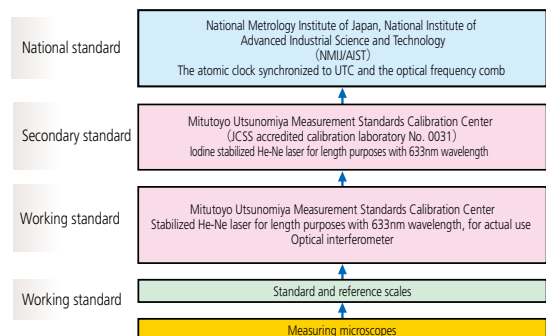 National standard
National Metrology Institute of Japan, National Institute of
Advanced Industrial Science and Technology
(NMIJ/AIST)
The atomic clock synchronized to UTC and the optical frequency comb
Secondary standard
Mitutoyo Utsunomiya Measurement Standards Calibration Center
(JCSS accredited calibration laboratory No. 0031)
Iodine stabilized He-Ne laser for length purposes with 633nm wavelength
Working standard
Mitutoyo Utsunomiya Measurement Standards Calibration Center
Stabilized He-Ne laser for length purposes with 633nm wavelength, for actual use
Optical interferometer
Working standard
Standard and reference scales
Measuring microscopes